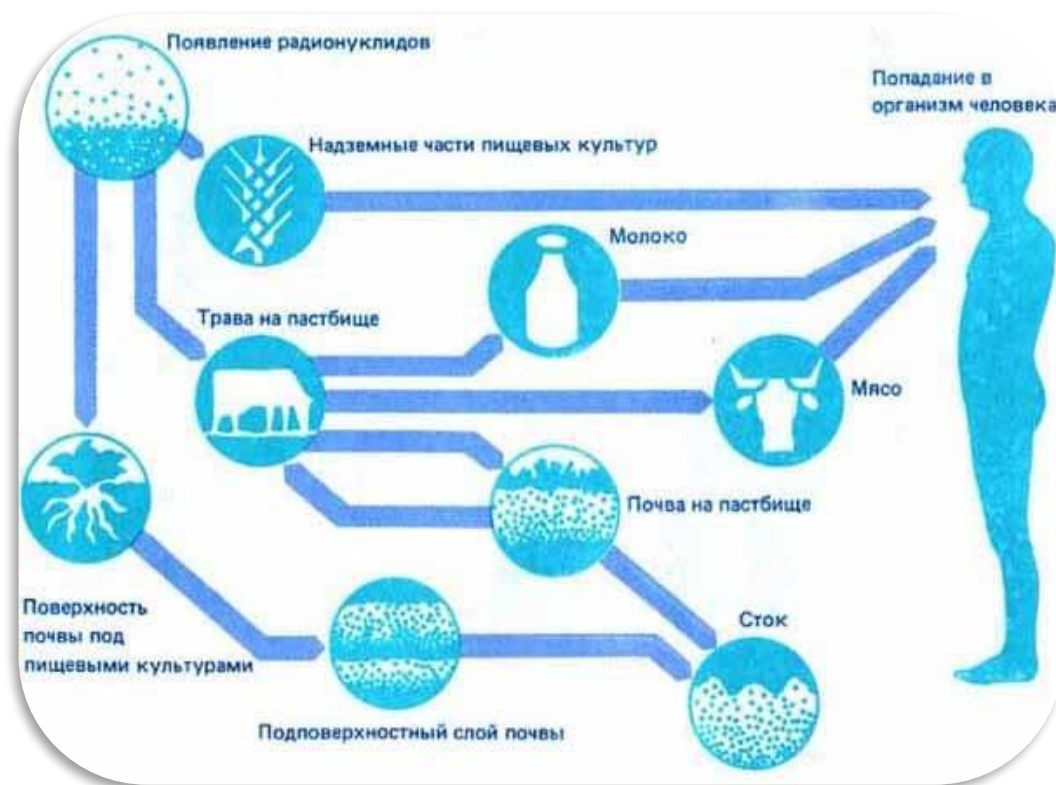 Появление радионуклидов
Попадание в
организм человека
Надземные части пищевых культур
Молоко
Трава на пастбище
Мясо
Почва на пастбище
Поверхность
почвы под
пищевыми культурами
Сток
Подповерхностный слой почвы